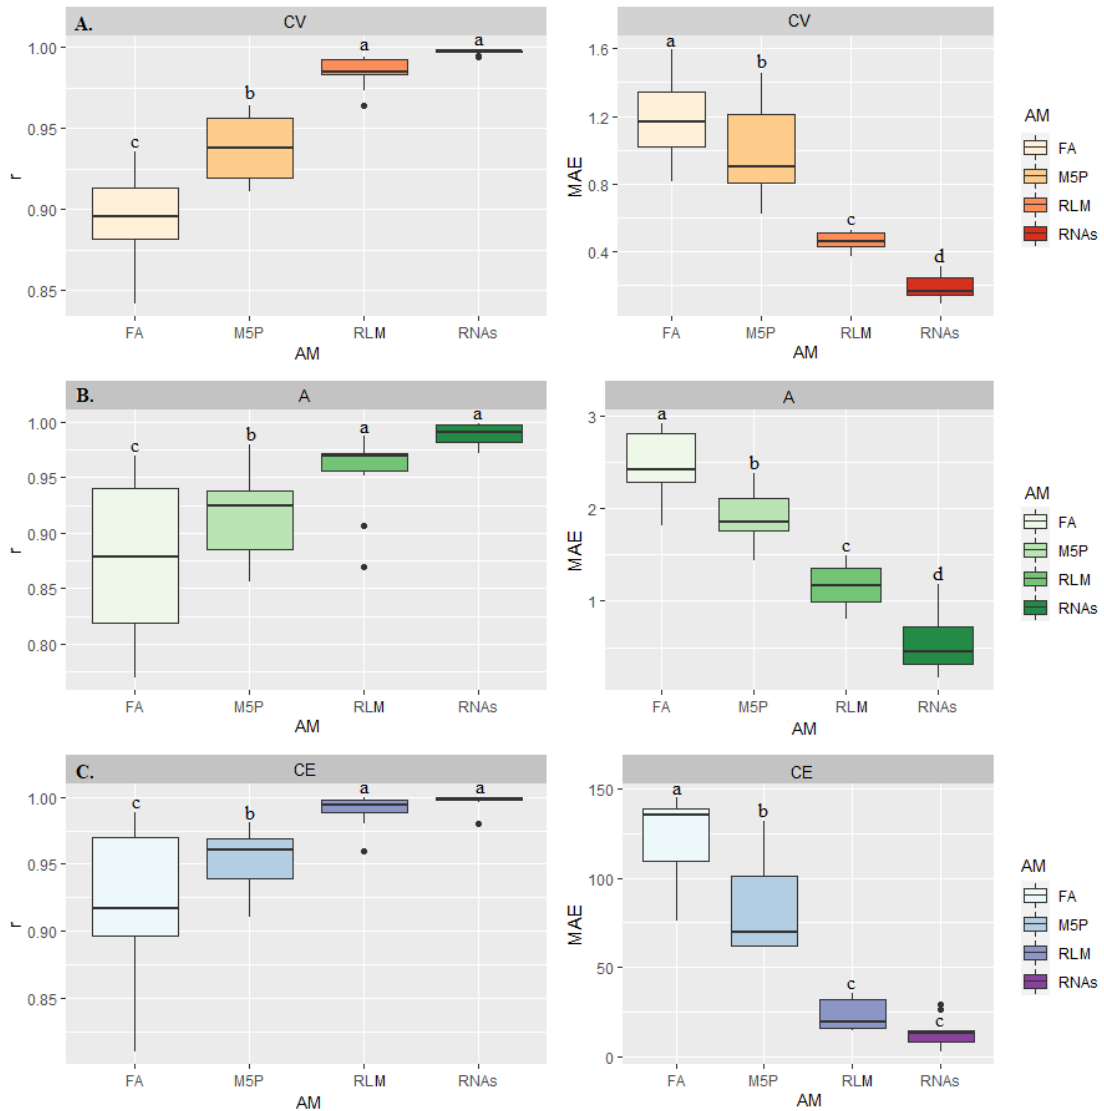 A. CV
r
1.00
0.95
0.90
0.85
c
b
a
a
FA M5P RLM RNAs
AM
CV
MAE
1.6
1.2
0.8
0.4
a
b
c
d
FA M5P RLM RNAs
AM
AM
FA
M5P
RLM
RNAs
B. A
r
1.00
0.95
0.90
0.85
0.80
c
b
a
a
FA M5P RLM RNAs
AM
A
MAE
3
2
1
a
b
c
d
FA M5P RLM RNAs
AM
AM
FA
M5P
RLM
RNAs
C. CE
r
1.00
0.95
0.90
0.85
c
b
a
a
FA M5P RLM RNAs
AM
CE
MAE
150
100
50
0
a
b
c
c
FA M5P RLM RNAs
AM
AM
FA
M5P
RLM
RNAs